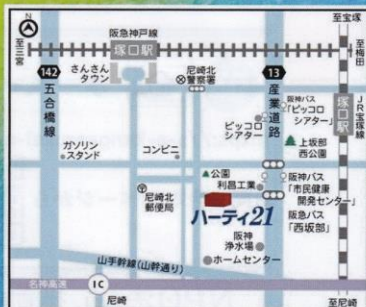 N
至宝塚
阪急神戸線
塚口駅
至三宮
至梅田
142
さんさん
タウン
尼崎北
警察署
13
五合橋線
産業道路
阪神バス
「ピッコロ
シアター」
塚口駅
JR宝塚線
ピッコロ
シアター
上坂部
西公園
ガソリン
スタンド
コンビニ
公園
利昌工業
阪神バス
「市民健康
開発センター」
尼崎北
郵便局
ハーティ21
阪急バス
「西坂部」
阪神
浄水場
山手幹線(山幹通り)
ホームセンター
名神高速
IC
尼崎
至尼崎
至尼崎